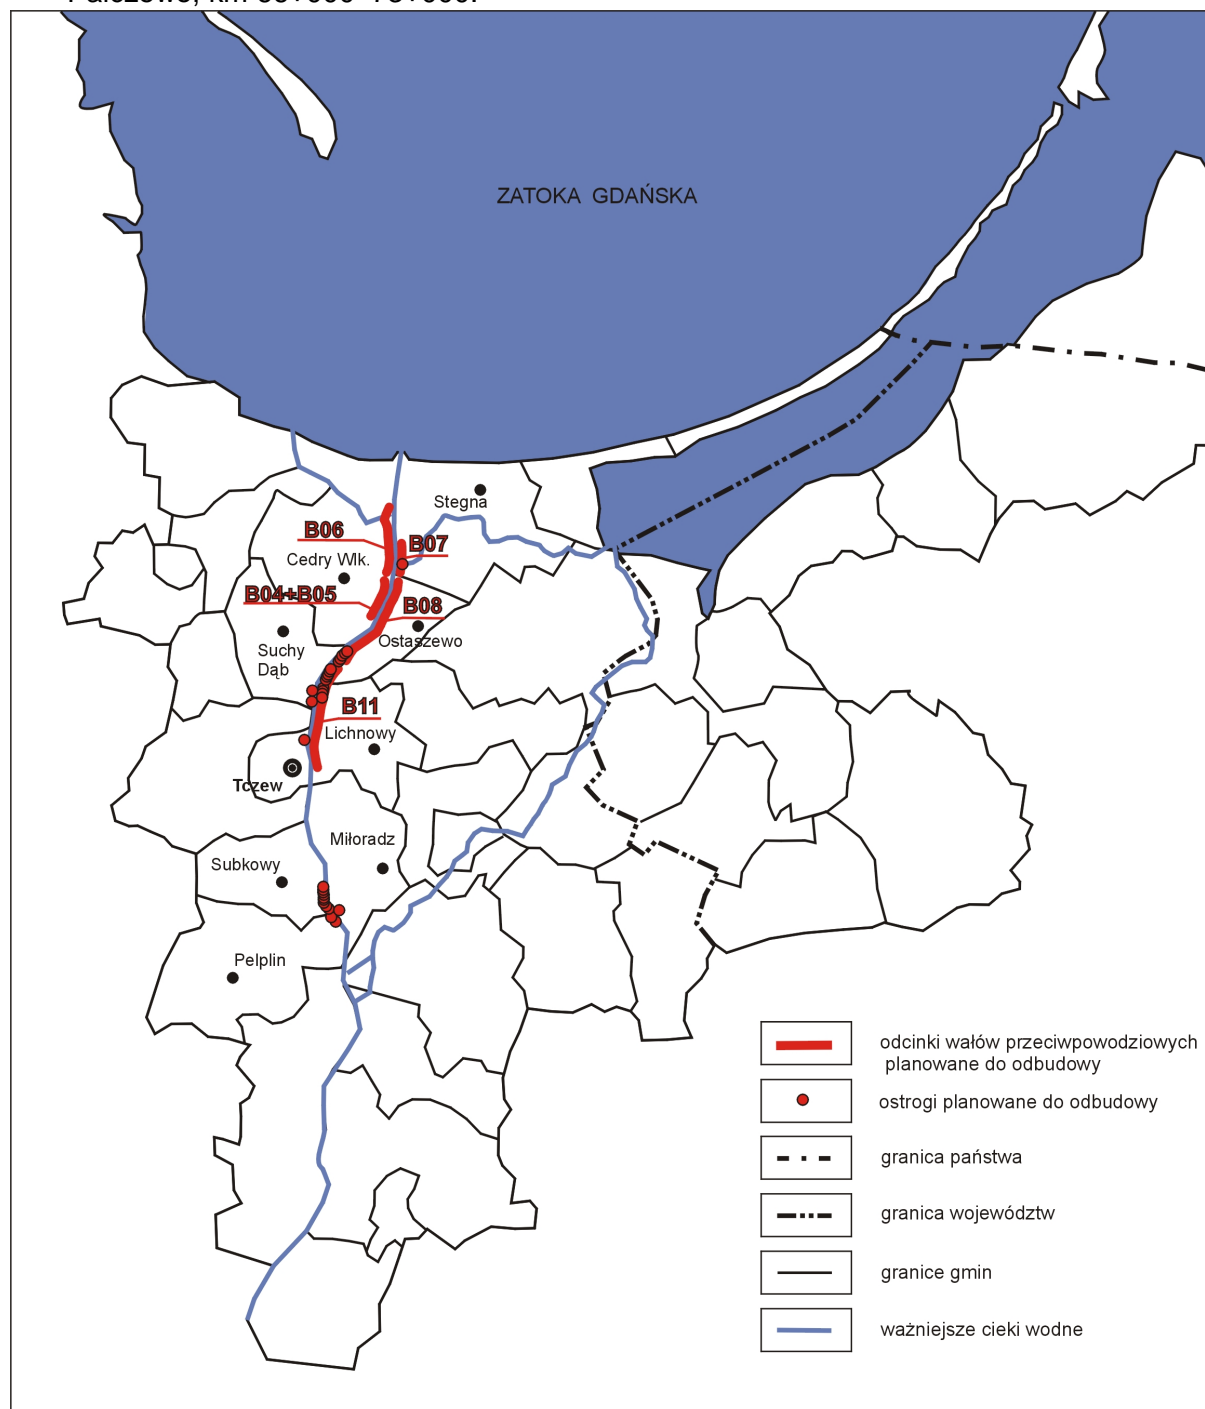 ZATOKA GDAŃSKA
Stegna
B06
B07
Cedry Wlk.
B04+B05
B08
Suchy
Dąb
Ostaszewo
B11
Lichnowy
Tczew
Miłoradz
Subkowy
Pelplin
odcinki wałów przeciwpowodziowych
planowane do odbudowy
ostrogi planowane do odbudowy
granica państwa
granica województw
granice gmin
ważniejsze cieki wodne